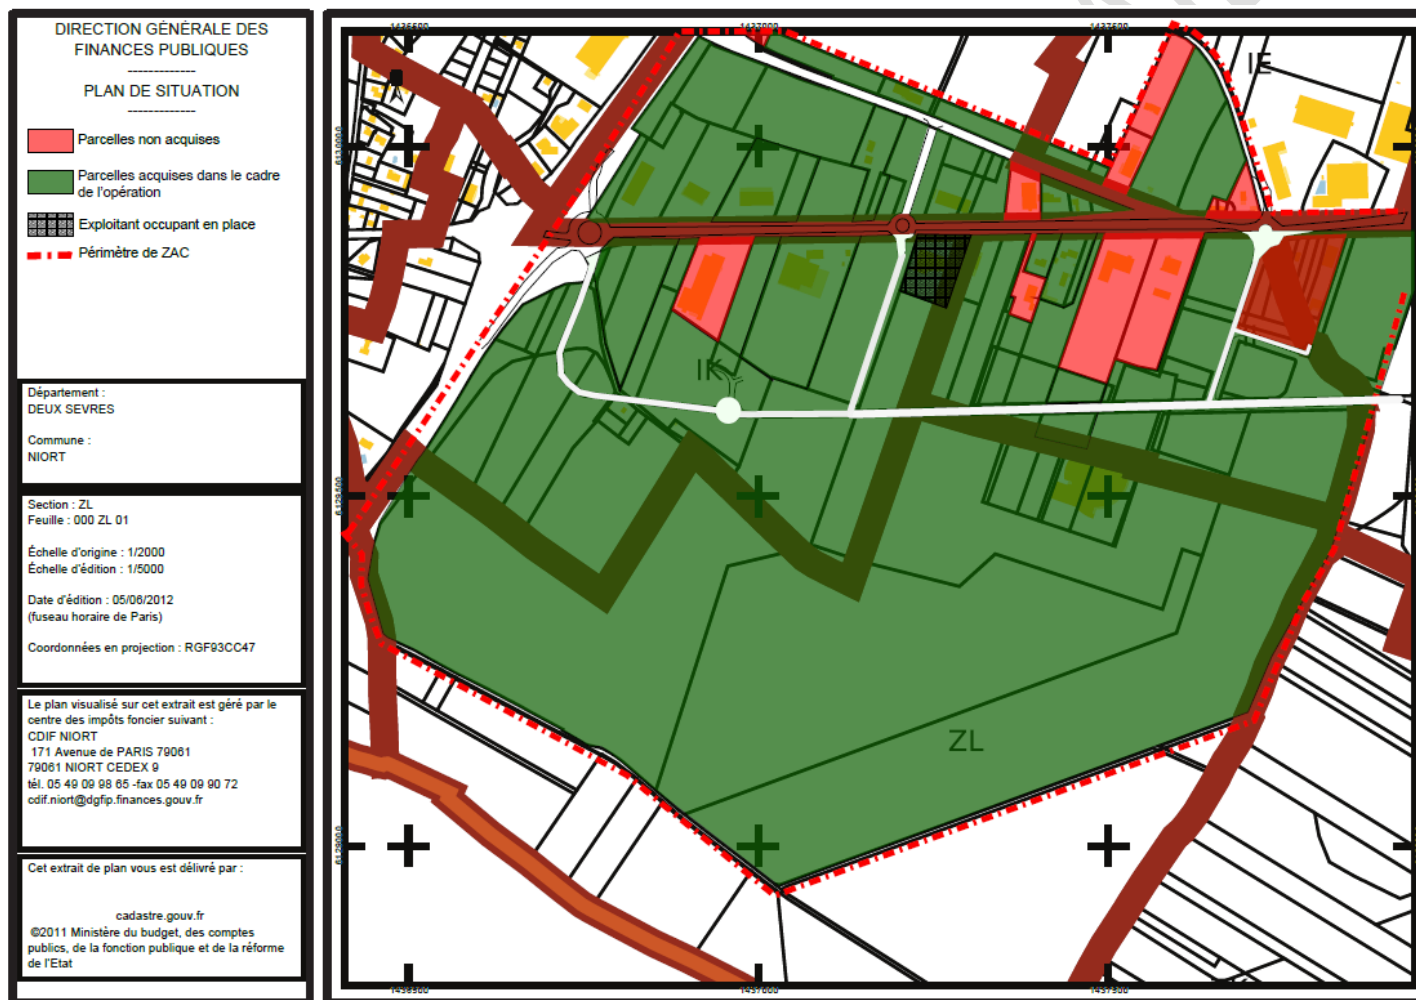 DIRECTION GÉNÉRALE DES
FINANCES PUBLIQUES
-------------
PLAN DE SITUATION
-------------
Parcelles non acquises
Parcelles acquises dans le cadre
de l'opération
Exploitant occupant en place
Périmètre de ZAC
Département :
DEUX SEVRES
Commune :
NIORT
Section : ZL
Feuille : 000 ZL 01
Échelle d'origine : 1/2000
Échelle d'édition : 1/5000
Date d'édition : 05/06/2012
(fuseau horaire de Paris)
Coordonnées en projection : RGF93CC47
Le plan visualisé sur cet extrait est géré par le
centre des impôts foncier suivant :
CDIF NIORT
171 Avenue de PARIS 79061
79061 NIORT CEDEX 9
tél. 05 49 09 98 65 -fax 05 49 09 90 72
cdif.niort@dgfip.finances.gouv.fr
Cet extrait de plan vous est délivré par :
cadastre.gouv.fr
©2011 Ministère du budget, des comptes
publics, de la fonction publique et de la réforme
de l'Etat
1436500
1437000
1437500
IE
IK
ZL
1436500
1437000
1437500